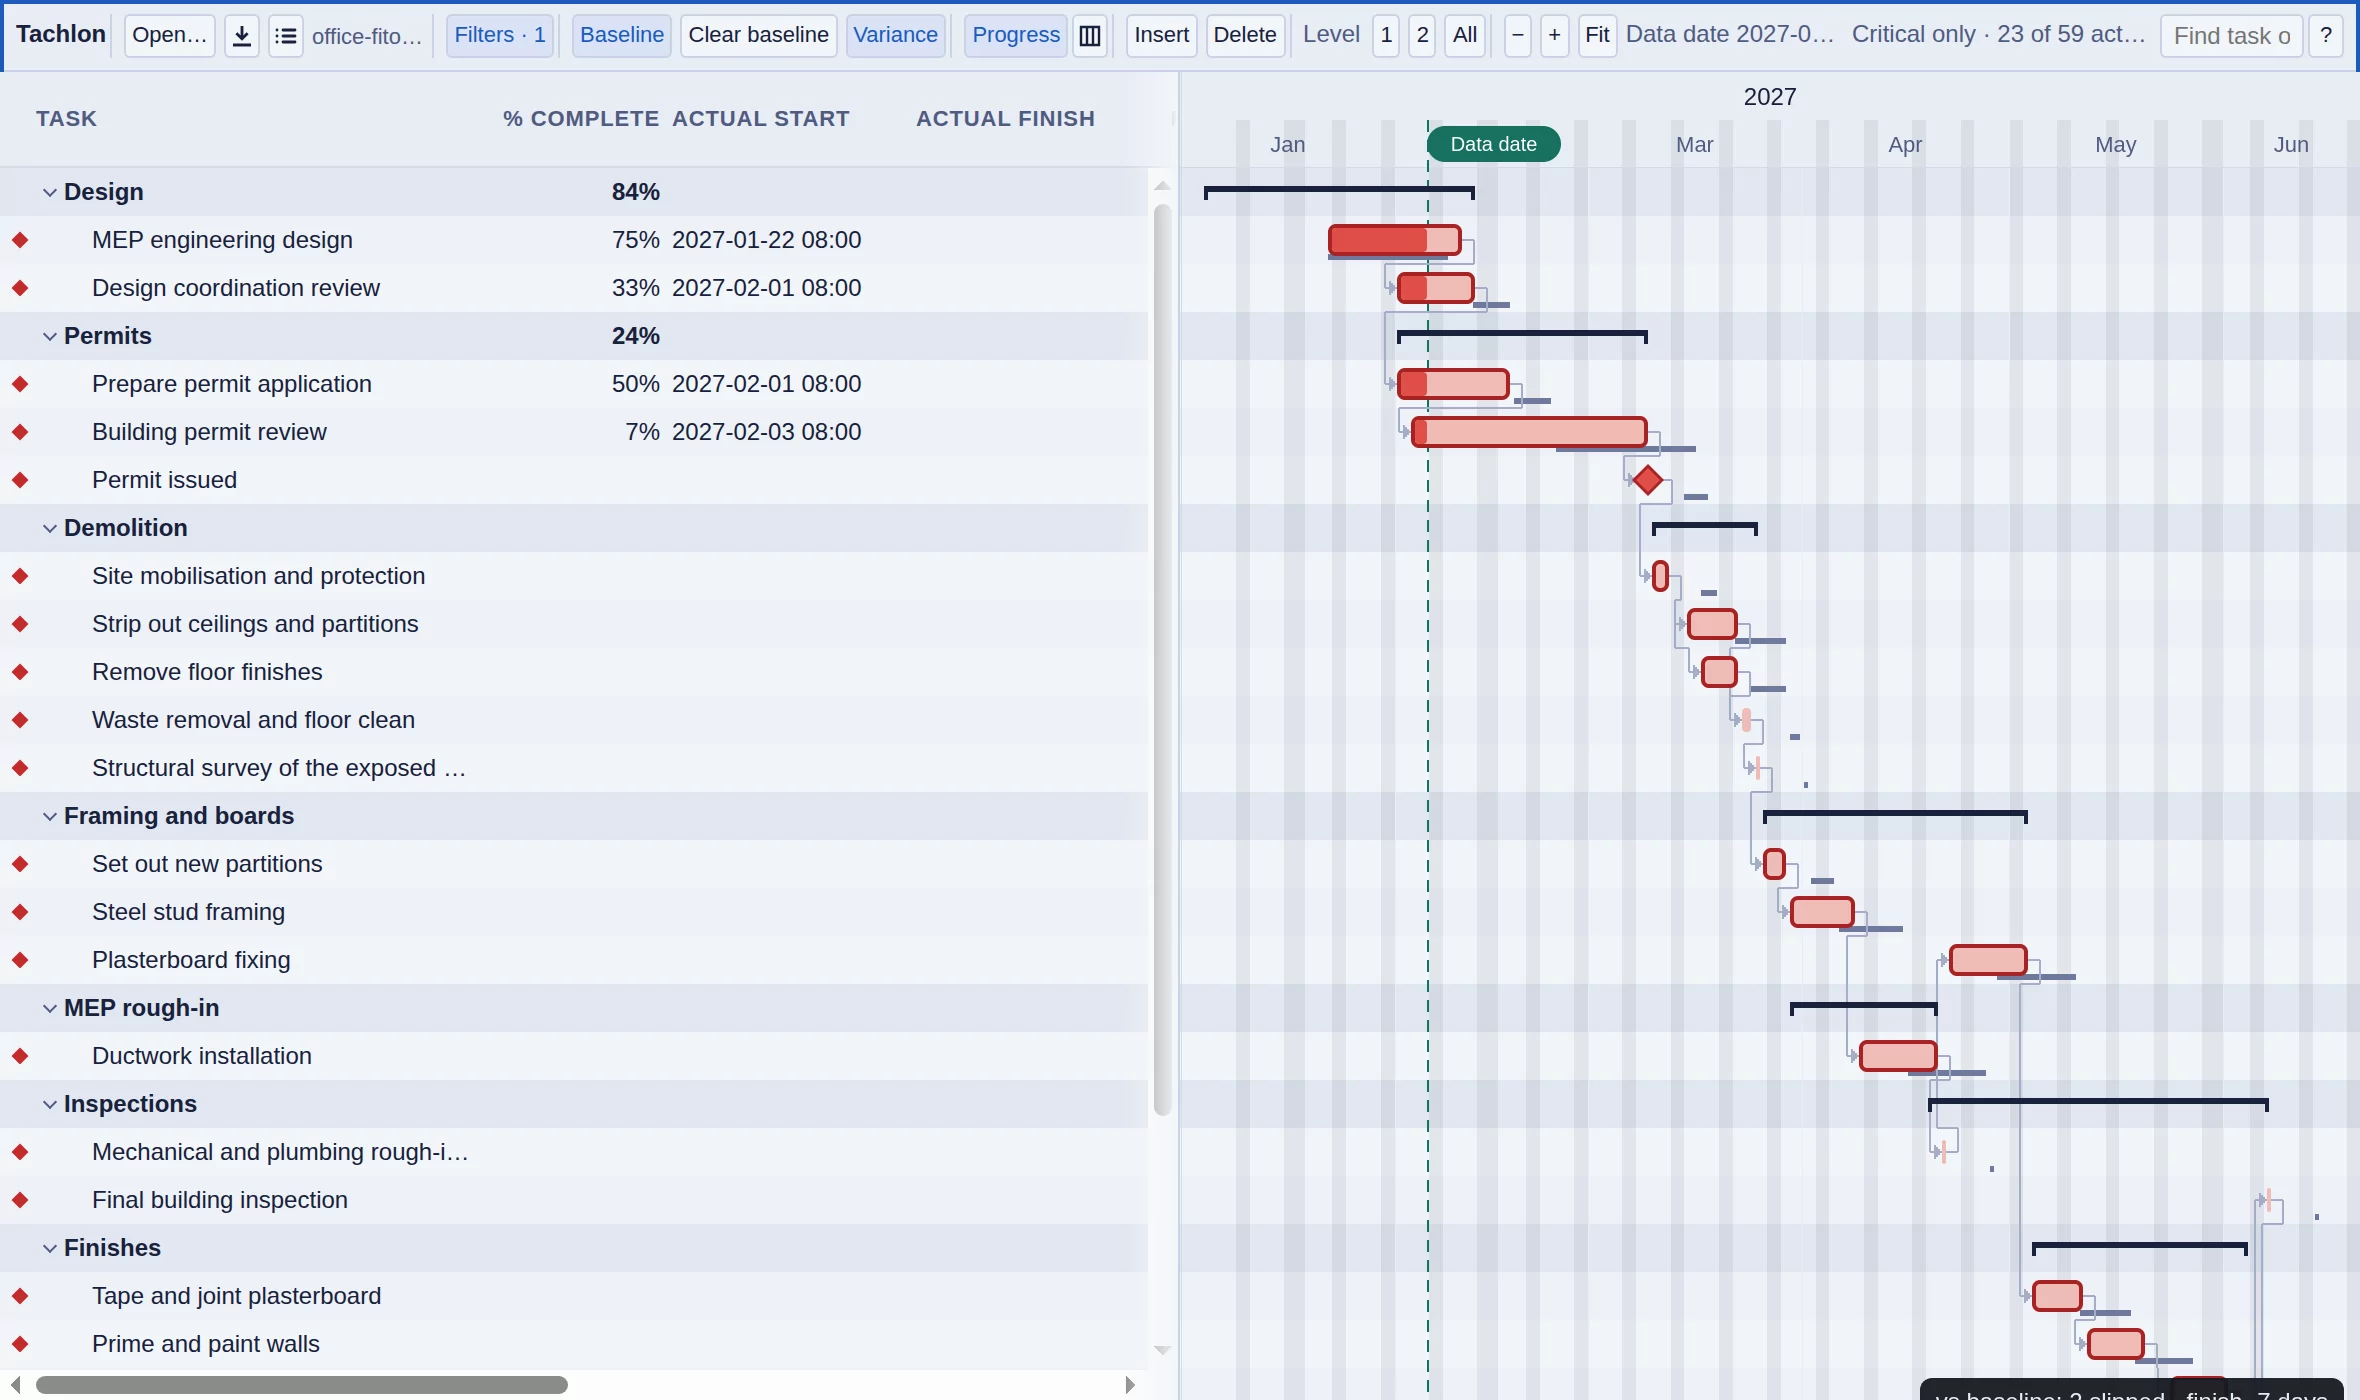 Tachlon Open… office-fito… Filters · 1 Baseline Clear baseline Variance Progress Insert Delete Level 1 2 All − + Fit Data date 2027-0… Critical only · 23 of 59 act… Find task o ?
TASK % COMPLETE ACTUAL START ACTUAL FINISH
2027
Jan Data date Mar Apr May Jun
Design 84%
MEP engineering design 75% 2027-01-22 08:00
Design coordination review 33% 2027-02-01 08:00
Permits 24%
Prepare permit application 50% 2027-02-01 08:00
Building permit review 7% 2027-02-03 08:00
Permit issued
Demolition
Site mobilisation and protection
Strip out ceilings and partitions
Remove floor finishes
Waste removal and floor clean
Structural survey of the exposed …
Framing and boards
Set out new partitions
Steel stud framing
Plasterboard fixing
MEP rough-in
Ductwork installation
Inspections
Mechanical and plumbing rough-i…
Final building inspection
Finishes
Tape and joint plasterboard
Prime and paint walls
vs baseline: 2 slipped finish 7 days